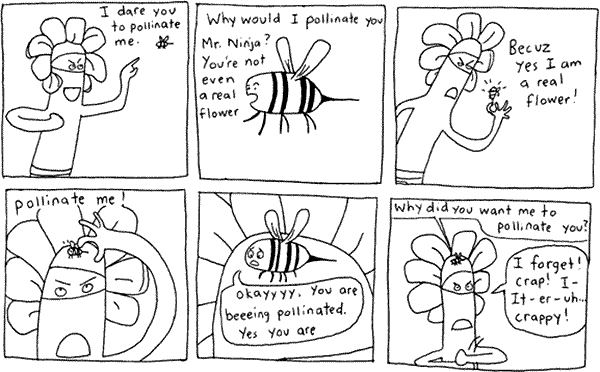 I dare you
to pollinate
me.
Why would I pollinate you
Mr. Ninja?
You're not
even
a real
flower
Becuz
yes I am
a real
flower!
pollinate me!
Okayyyy. You are
beeeing pollinated.
Yes you are
Why did you want me to
pollinate you?
I forget!
crap! I-
It-er-uh...
crappy!